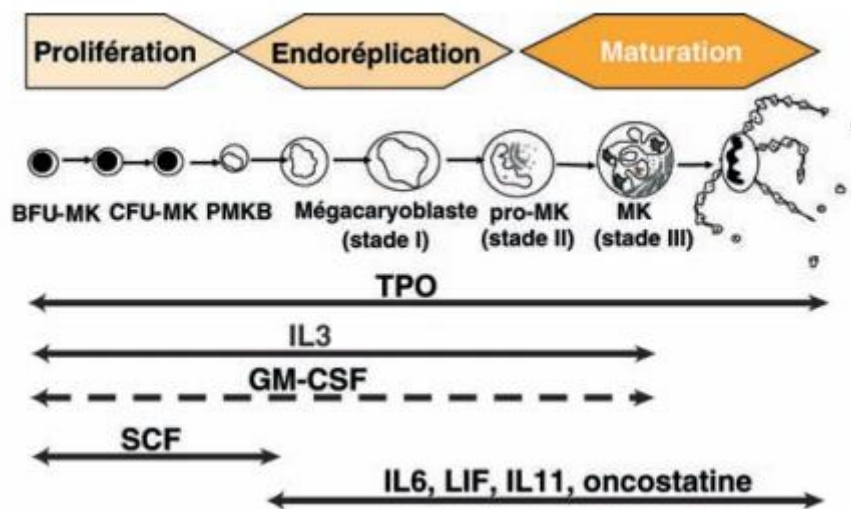 Prolifération Endoréplication Maturation
BFU-MK CFU-MK PMKB Mégacaryoblaste pro-MK MK
(stade I) (stade II) (stade III)
TPO
IL3
GM-CSF
SCF
IL6, LIF, IL11, oncostatine